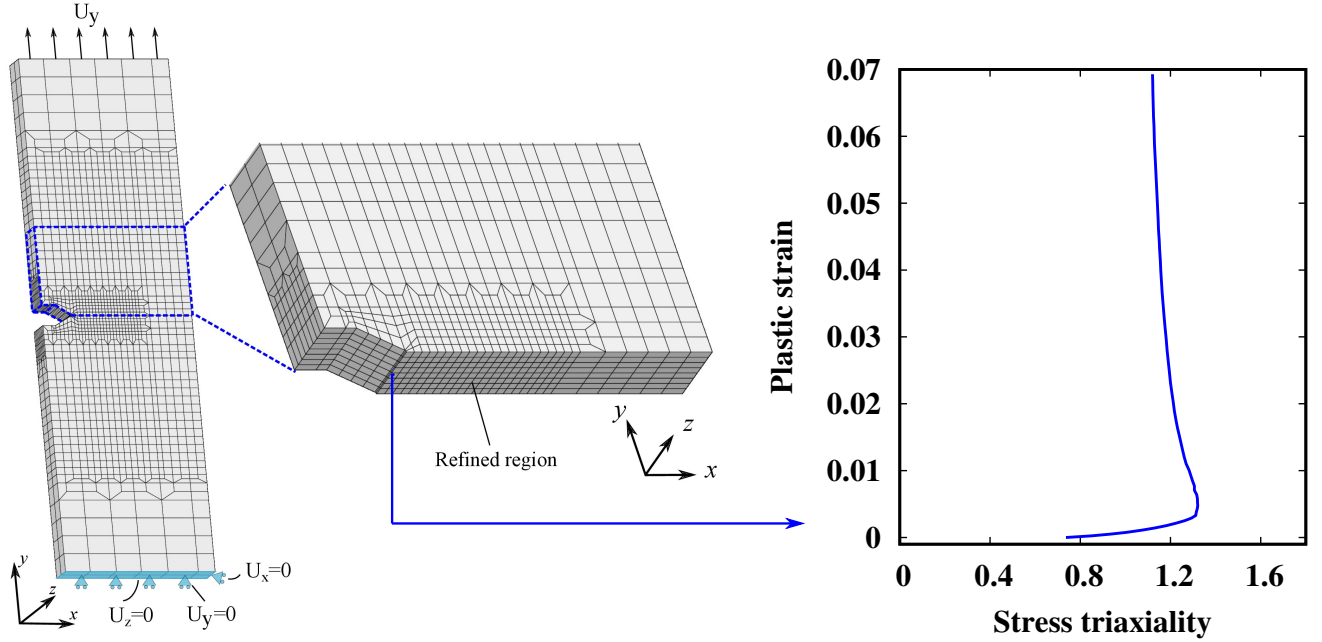 Uy
Ux=0
Uz=0
Uy=0
y
z
x
Refined region
y
z
x
Plastic strain
0.07
0.06
0.05
0.04
0.03
0.02
0.01
0
0 0.4 0.8 1.2 1.6
Stress triaxiality